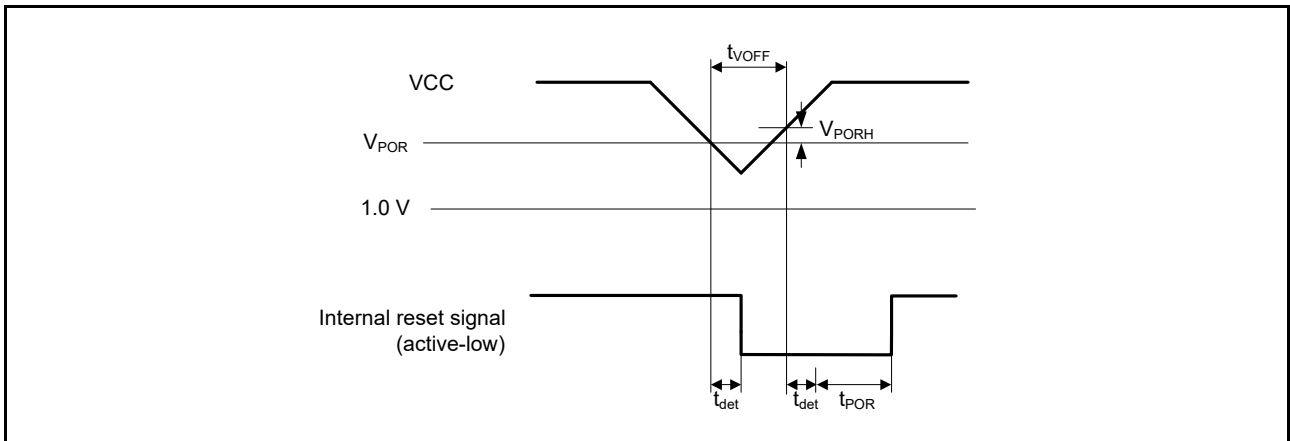 tVOFF
VCC
VPORH
VPOR
1.0 V
Internal reset signal
(active-low)
tdet
tdet
tPOR